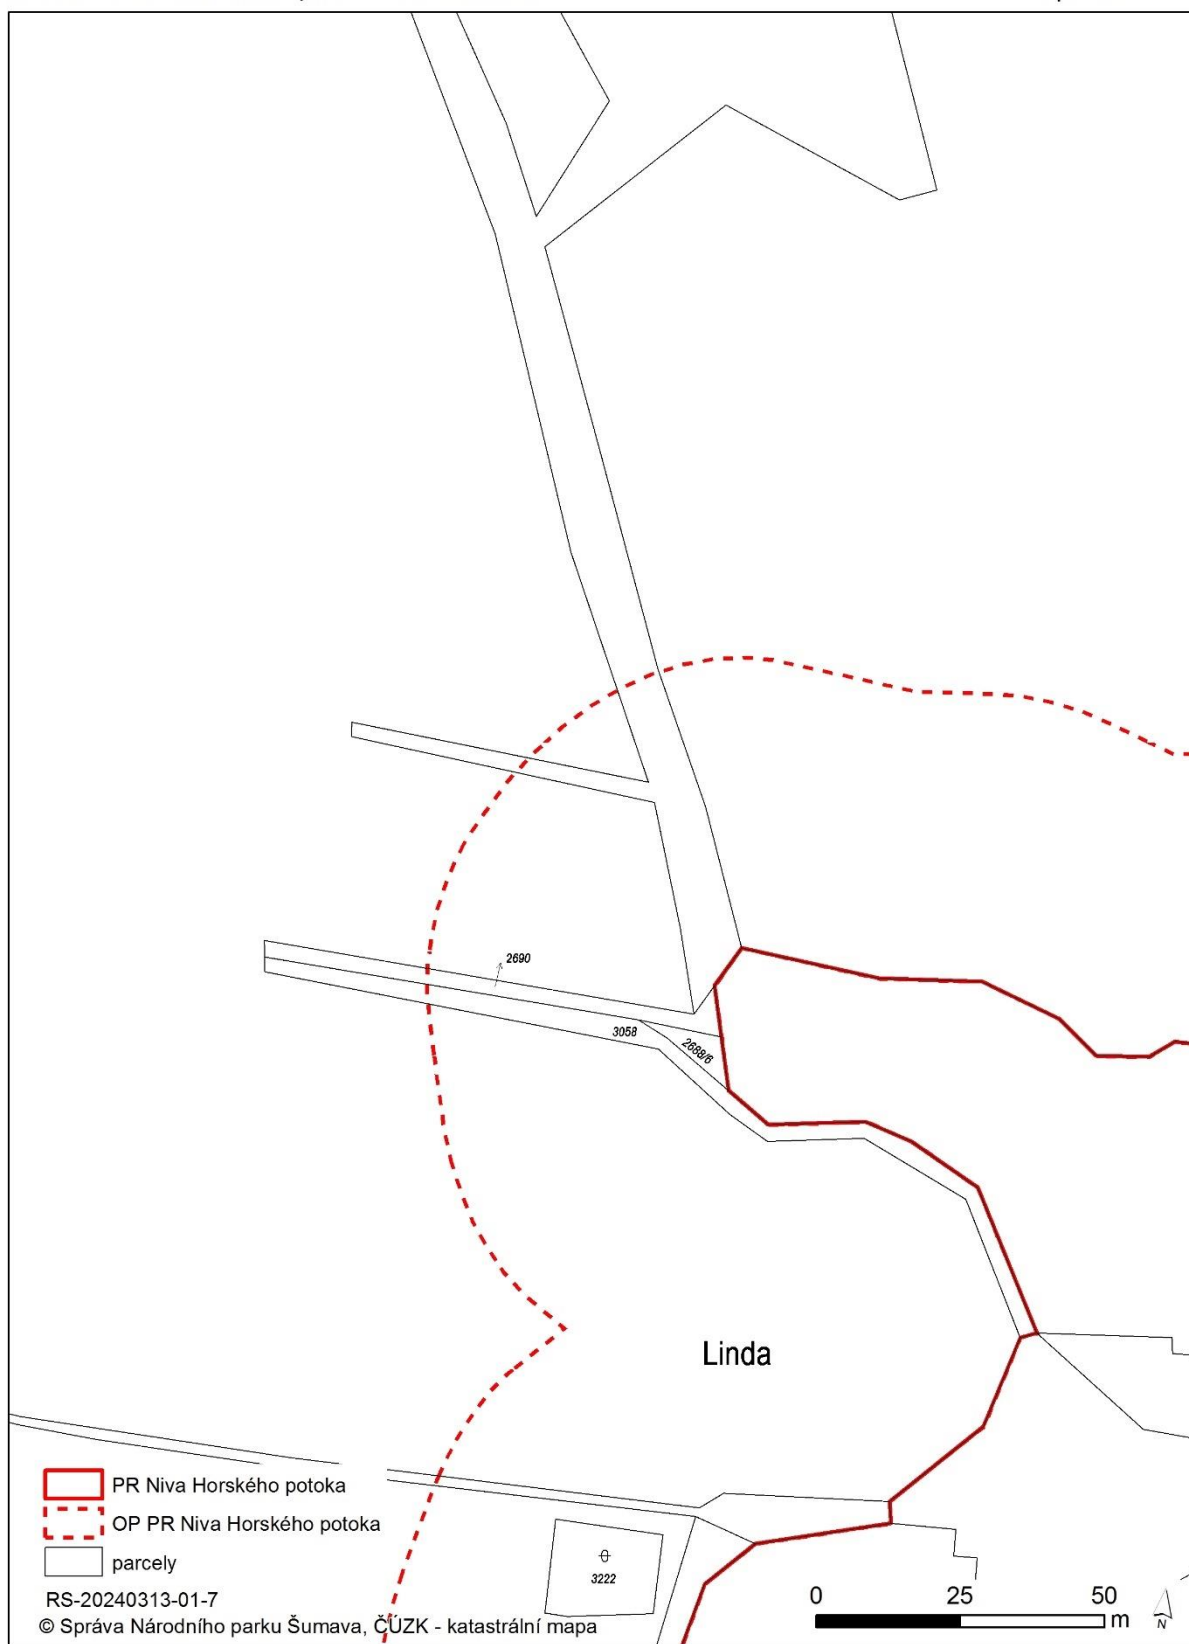 2690
3058
2688/6
Linda
PR Niva Horského potoka
OP PR Niva Horského potoka
parcely
3222
RS-20240313-01-7
© Správa Národního parku Šumava, ČÚZK - katastrální mapa
0 25 50
m
N